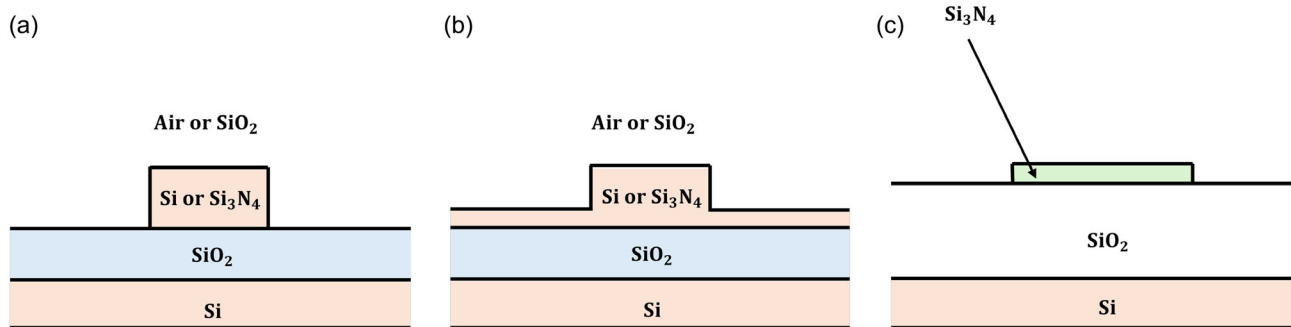 (a)
Air or SiO₂
Si or Si₃N₄
SiO₂
Si
(b)
Air or SiO₂
Si or Si₃N₄
SiO₂
Si
(c)
Si₃N₄
SiO₂
Si